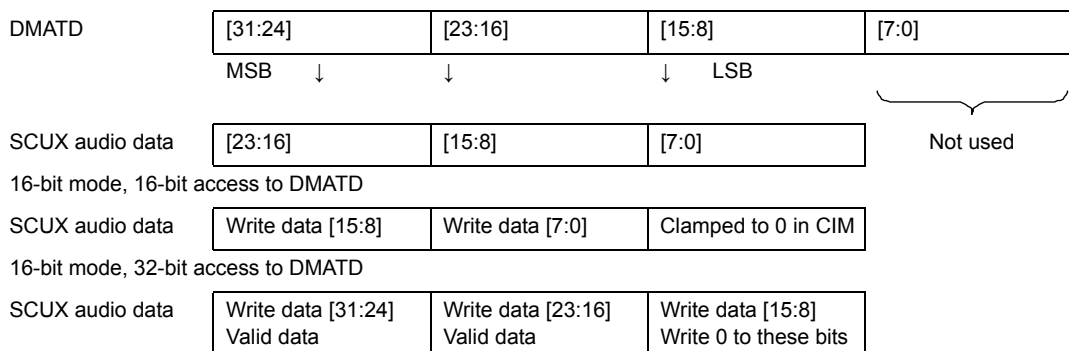 DMATD [31:24] [23:16] [15:8] [7:0]
MSB ↓ ↓ ↓ LSB
SCUX audio data [23:16] [15:8] [7:0] Not used
16-bit mode, 16-bit access to DMATD
SCUX audio data Write data [15:8] Write data [7:0] Clamped to 0 in CIM
16-bit mode, 32-bit access to DMATD
SCUX audio data Write data [31:24] Write data [23:16] Write data [15:8]
Valid data Valid data Write 0 to these bits